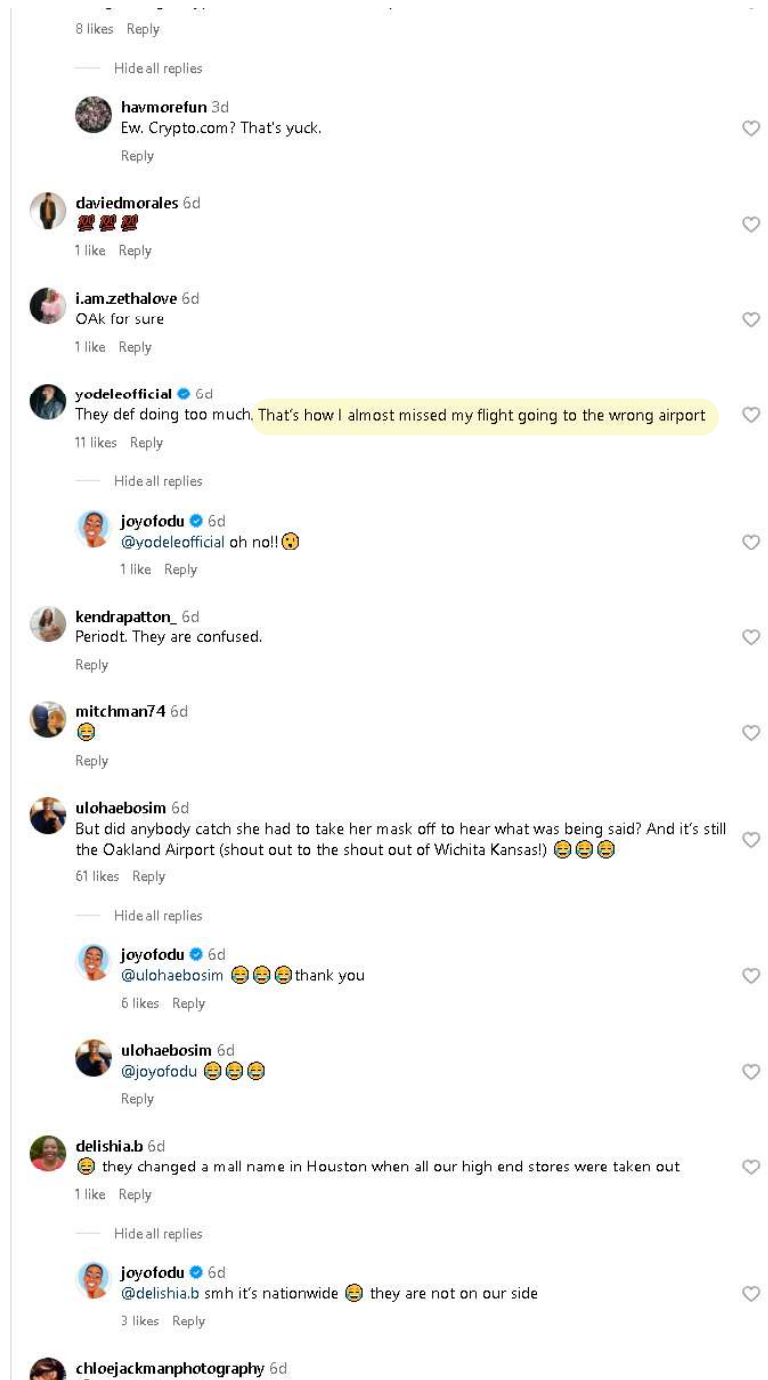 8 likes Reply
Hide all replies
havmorefun 3d
Ew. Crypto.com? That's yuck.
Reply
daviedmorales 6d
💯💯💯
1 like Reply
i.am.zethalove 6d
OAk for sure
1 like Reply
yodeleofficial 6d
They def doing too much. That's how I almost missed my flight going to the wrong airport
11 likes Reply
Hide all replies
joyofodu 6d
@yodeleofficial oh no!!😲
1 like Reply
kendrapatton_ 6d
Periodt. They are confused.
Reply
mitchman74 6d
😂
Reply
ulohaebosim 6d
But did anybody catch she had to take her mask off to hear what was being said? And it's still
the Oakland Airport (shout out to the shout out of Wichita Kansas!) 😂😂😂
61 likes Reply
Hide all replies
joyofodu 6d
@ulohaebosim 😂😂😂thank you
6 likes Reply
ulohaebosim 6d
@joyofodu 😂😂😂
Reply
delishia.b 6d
😂 they changed a mall name in Houston when all our high end stores were taken out
1 like Reply
Hide all replies
joyofodu 6d
@delishia.b smh it's nationwide 😂 they are not on our side
3 likes Reply
chloejackmanphotography 6d